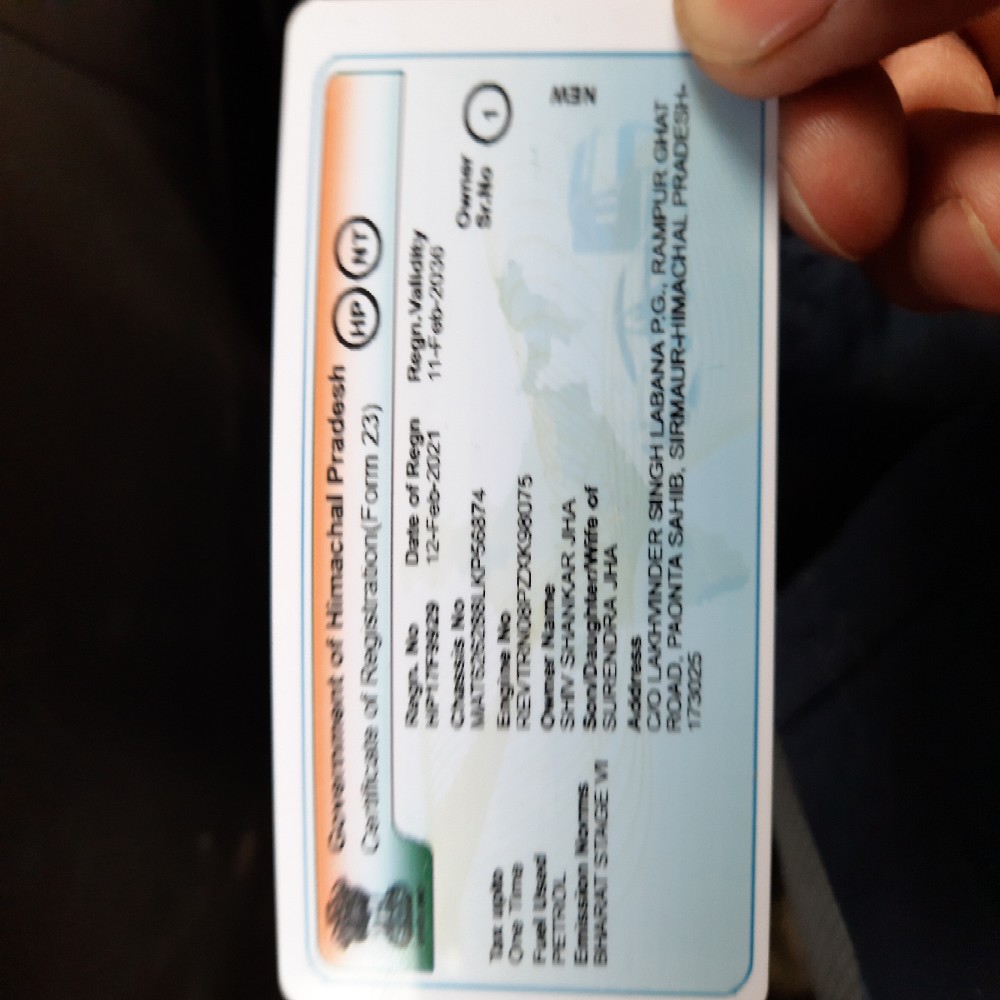 Government of Himachal Pradesh
Certificate of Registration(Form 23)
HP NT
Regn. No Date of Regn Regn.Validity
12-Feb-2021 11-Feb-2036
Owner
Sr.No
1
Chassis No
Engine No
Owner Name
SHIV SHANKAR JHA
Son/Daughter/Wife of
SURENDRA JHA
Address
C/O LAKHVINDER SINGH LABANA P.G., RAMPUR GHAT
ROAD, PAONTA SAHIB, SIRMAUR-HIMACHAL PRADESH-
173025
NEW
Tax upto
One Time
Fuel Used
PETROL
Emission Norms
BHARAT STAGE VI